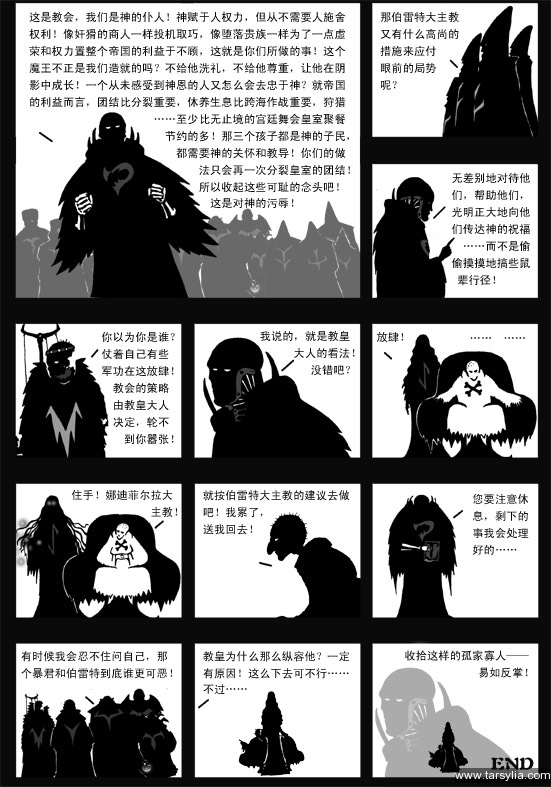 这是教会，我们是神的仆人！神赋于人权力，但从不需要人施舍
权利！像奸猾的商人一样投机取巧，像堕落贵族一样为了一点虚
荣和权力置整个帝国的利益于不顾，这就是你们所做的事！这个
魔王不正是我们造就的吗？不给他洗礼，不给他尊重，让他在阴
影中成长！一个从未感受到神恩的人又怎么会去忠于神？就帝国
的利益而言，团结比分裂重要，休养生息比跨海作战重要，狩猎
……至少比无止境的宫廷舞会皇室聚餐
节约的多！那三个孩子都是神的子民，
都需要神的关怀和教导！你们的做
法只会再一次分裂皇室的团结！
所以收起这些可耻的念头吧！
这是对神的污辱！
那伯雷特大主教
又有什么高尚的
措施来应付
眼前的局势
呢？
无差别地对待他
们，帮助他们，
光明正大地向他
们传达神的祝福
……而不是偷
偷摸摸地搞些鼠
辈行径！
你以为你是谁？
仗着自己有些
军功在这放肆！
教会的策略
由教皇大人
决定，轮不
到你嚣张！
我说的，就是教皇
大人的看法！
没错吧？
放肆！
…… ……
住手！娜迪菲尔拉大
主教！
就按伯雷特大主教的建议去做
吧！我累了，
送我回去！
您要注意休
息，剩下的
事我会处理
好的……
有时候我会忍不住问自己，那
个暴君和伯雷特到底谁更可恶！
教皇为什么那么纵容他？一定
有原因！这么下去可不行……
不过……
收拾这样的孤家寡人——
易如反掌！
END
www.tarsylia.com